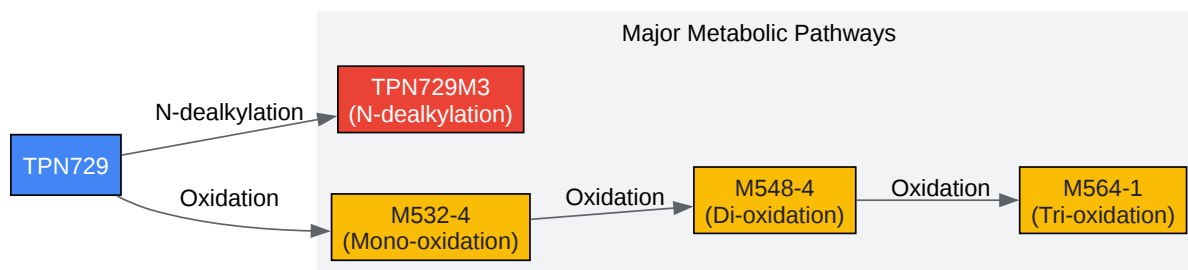 Major Metabolic Pathways
TPN729M3
(N-dealkylation)
N-dealkylation
TPN729
Oxidation
M532-4
(Mono-oxidation)
Oxidation
M548-4
(Di-oxidation)
Oxidation
M564-1
(Tri-oxidation)